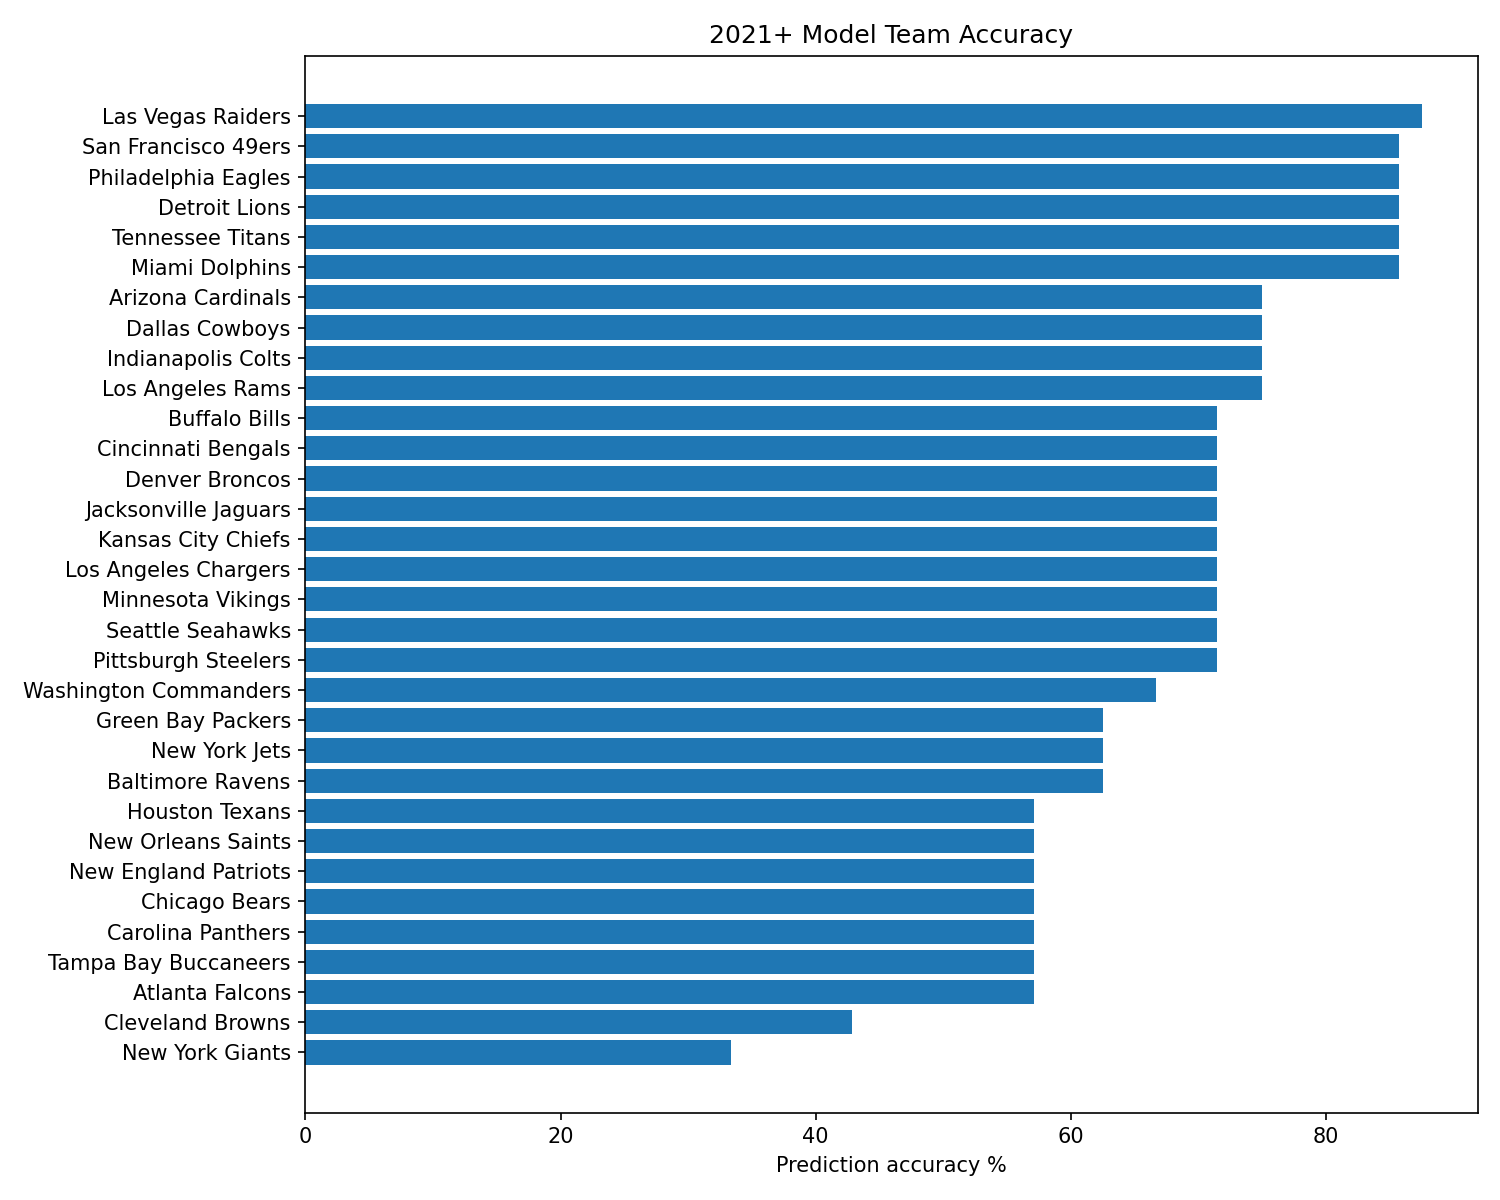 2021+ Model Team Accuracy
Las Vegas Raiders
San Francisco 49ers
Philadelphia Eagles
Detroit Lions
Tennessee Titans
Miami Dolphins
Arizona Cardinals
Dallas Cowboys
Indianapolis Colts
Los Angeles Rams
Buffalo Bills
Cincinnati Bengals
Denver Broncos
Jacksonville Jaguars
Kansas City Chiefs
Los Angeles Chargers
Minnesota Vikings
Seattle Seahawks
Pittsburgh Steelers
Washington Commanders
Green Bay Packers
New York Jets
Baltimore Ravens
Houston Texans
New Orleans Saints
New England Patriots
Chicago Bears
Carolina Panthers
Tampa Bay Buccaneers
Atlanta Falcons
Cleveland Browns
New York Giants
0 20 40 60 80
Prediction accuracy %